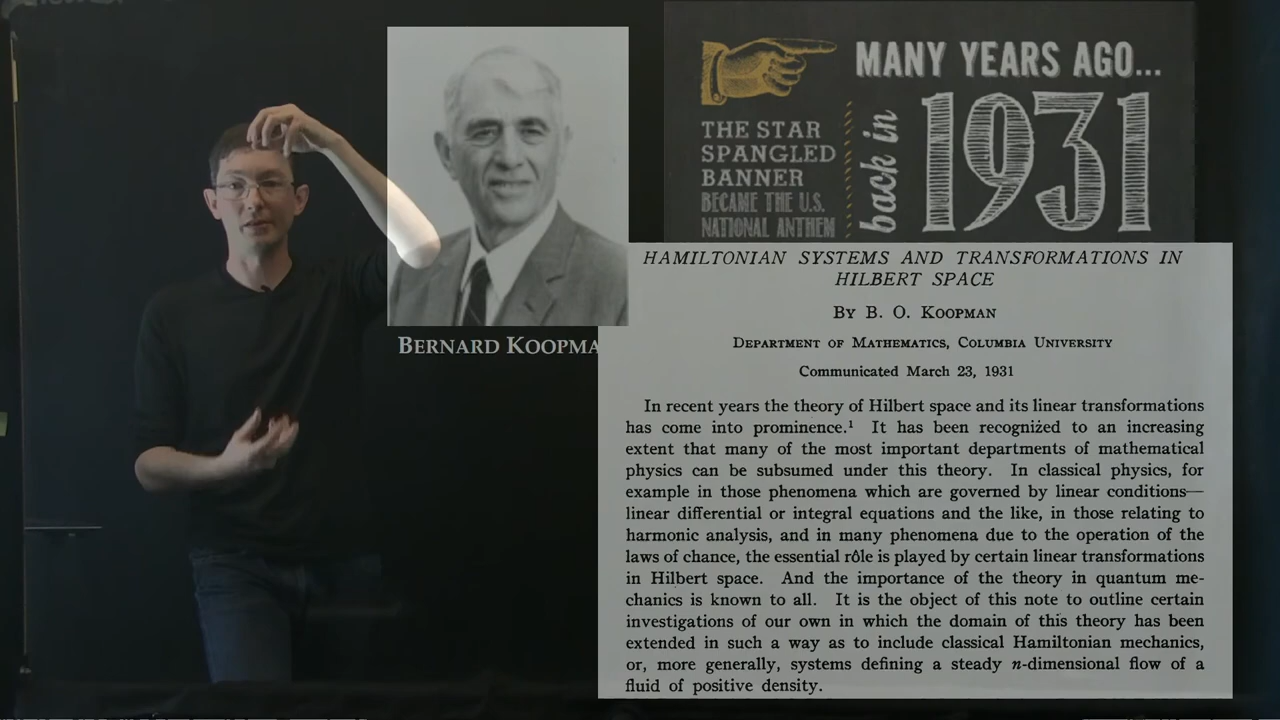 MANY YEARS AGO...
back in
1931
THE STAR
SPANGLED
BANNER
BECAME THE U.S.
NATIONAL ANTHEM
BERNARD KOOPMA
HAMILTONIAN SYSTEMS AND TRANSFORMATIONS IN
HILBERT SPACE
BY B. O. KOOPMAN
DEPARTMENT OF MATHEMATICS, COLUMBIA UNIVERSITY
Communicated March 23, 1931
In recent years the theory of Hilbert space and its linear transformations
has come into prominence.¹ It has been recognized to an increasing
extent that many of the most important departments of mathematical
physics can be subsumed under this theory. In classical physics, for
example in those phenomena which are governed by linear conditions—
linear differential or integral equations and the like, in those relating to
harmonic analysis, and in many phenomena due to the operation of the
laws of chance, the essential rôle is played by certain linear transformations
in Hilbert space. And the importance of the theory in quantum me-
chanics is known to all. It is the object of this note to outline certain
investigations of our own in which the domain of this theory has been
extended in such a way as to include classical Hamiltonian mechanics,
or, more generally, systems defining a steady n-dimensional flow of a
fluid of positive density.